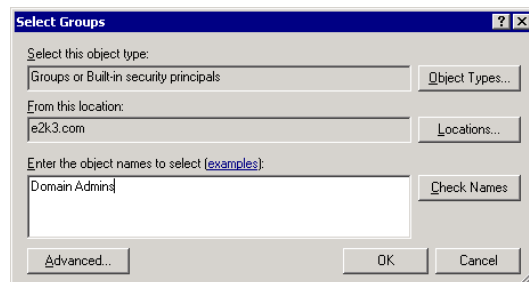 Select Groups
Select this object type:
Groups or Built-in security principals
Object Types...
From this location:
e2k3.com
Locations...
Enter the object names to select (examples):
Domain Admins
Check Names
Advanced...
OK
Cancel